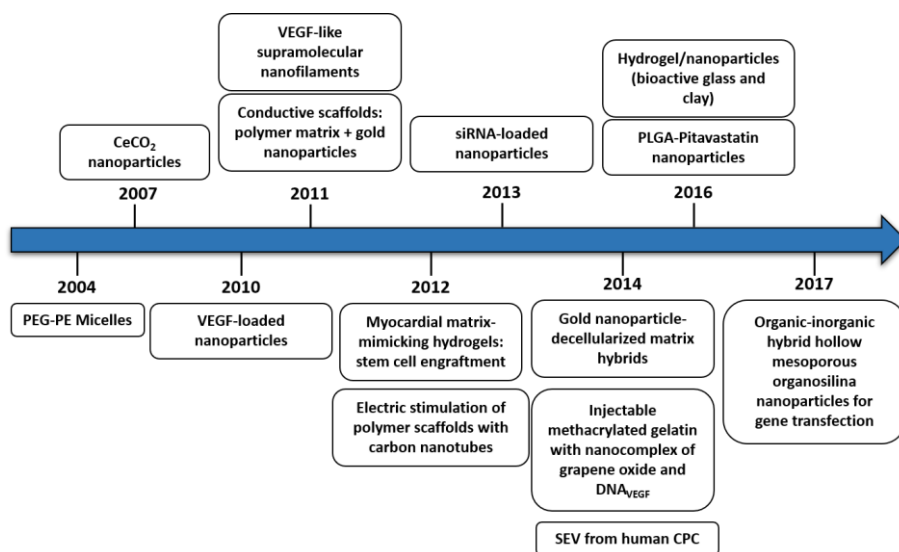 VEGF-like
supramolecular
nanofilaments
Hydrogel/nanoparticles
(bioactive glass and
clay)
Conductive scaffolds:
polymer matrix + gold
nanoparticles
CeCO₂
nanoparticles
siRNA-loaded
nanoparticles
PLGA-Pitavastatin
nanoparticles
2007
2011
2013
2016
2004
2010
2012
2014
2017
PEG-PE Micelles
VEGF-loaded
nanoparticles
Myocardial matrix-
mimicking hydrogels:
stem cell engraftment
Gold nanoparticle-
decellularized matrix
hybrids
Organic-inorganic
hybrid hollow
mesoporous
organosilina
nanoparticles for
gene transfection
Electric stimulation of
polymer scaffolds with
carbon nanotubes
Injectable
methacrylated gelatin
with nanocomplex of
grapene oxide and
DNAVEGF
SEV from human CPC